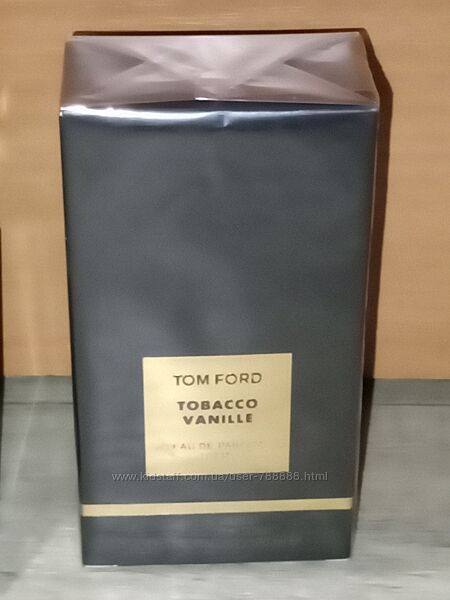 TOM FORD
TOBACCO
VANILLE
EAU DE PARFUM
www.kidstaff.com.ua/user-788888.html